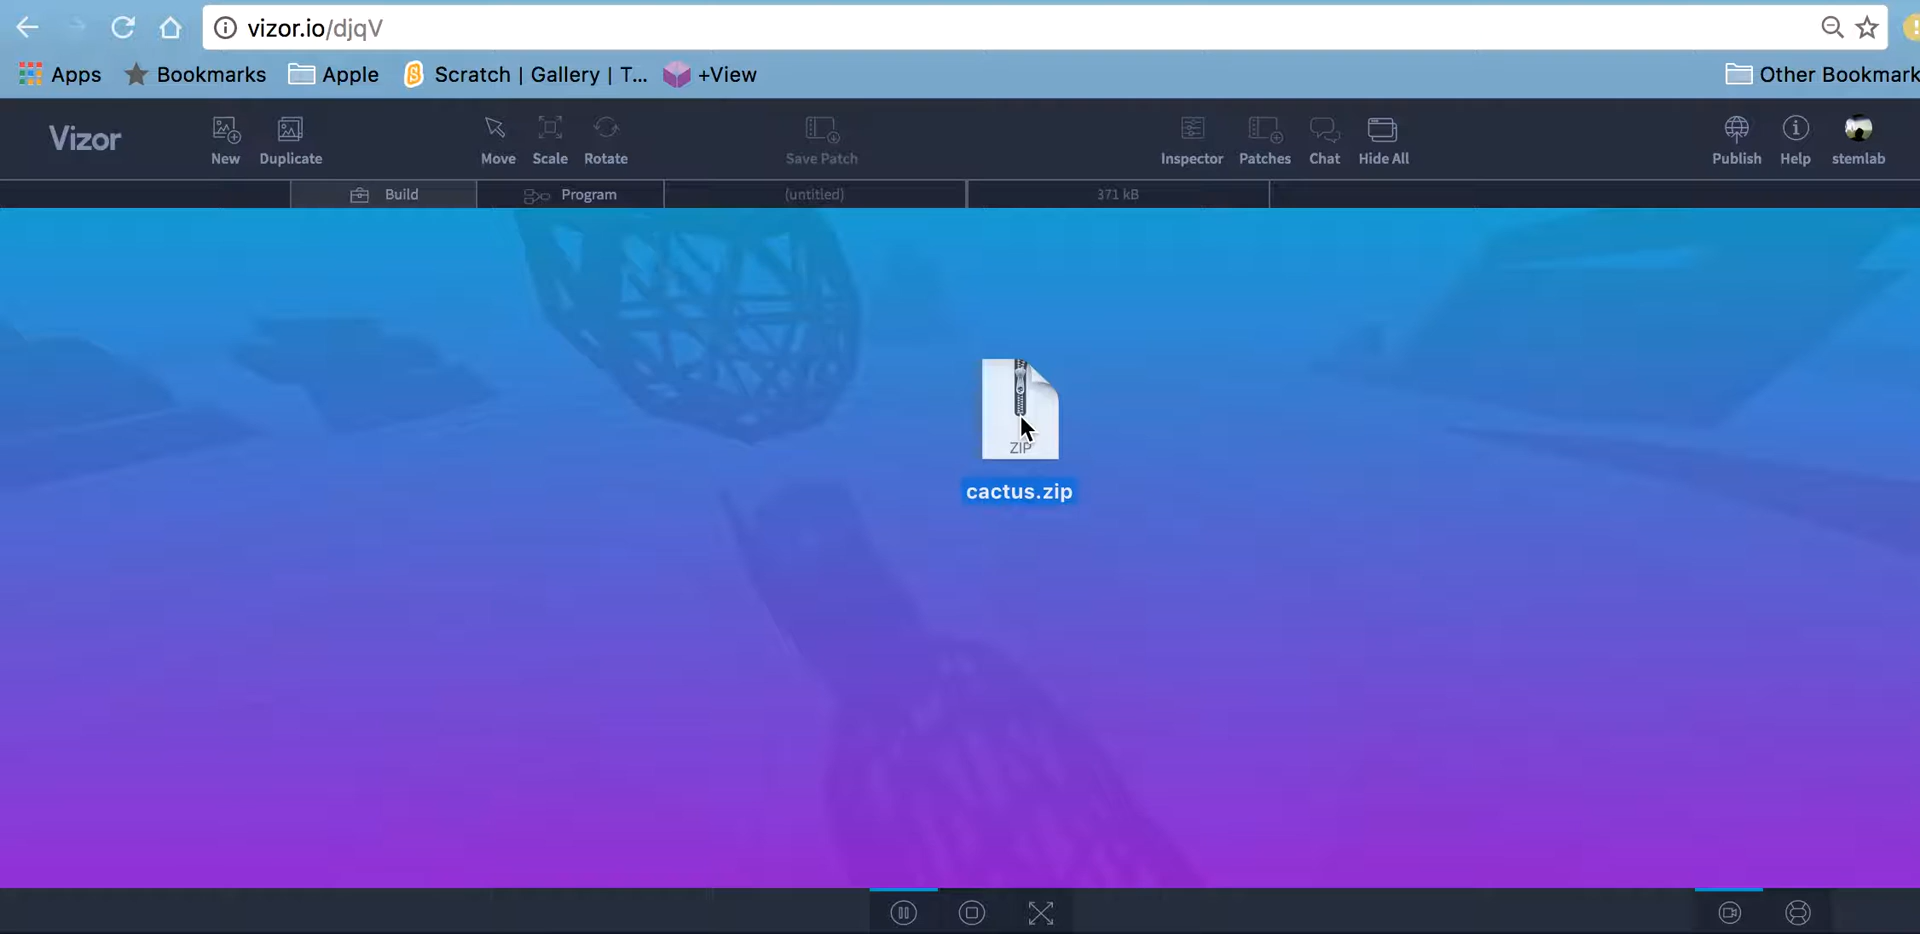 vizor.io/djqV
Apps Bookmarks Apple Scratch | Gallery | T... +View Other Bookmark
Vizor New Duplicate Move Scale Rotate Save Patch Inspector Patches Chat Hide All Publish Help stemlab
Build Program (untitled) 371 kB
ZIP
cactus.zip